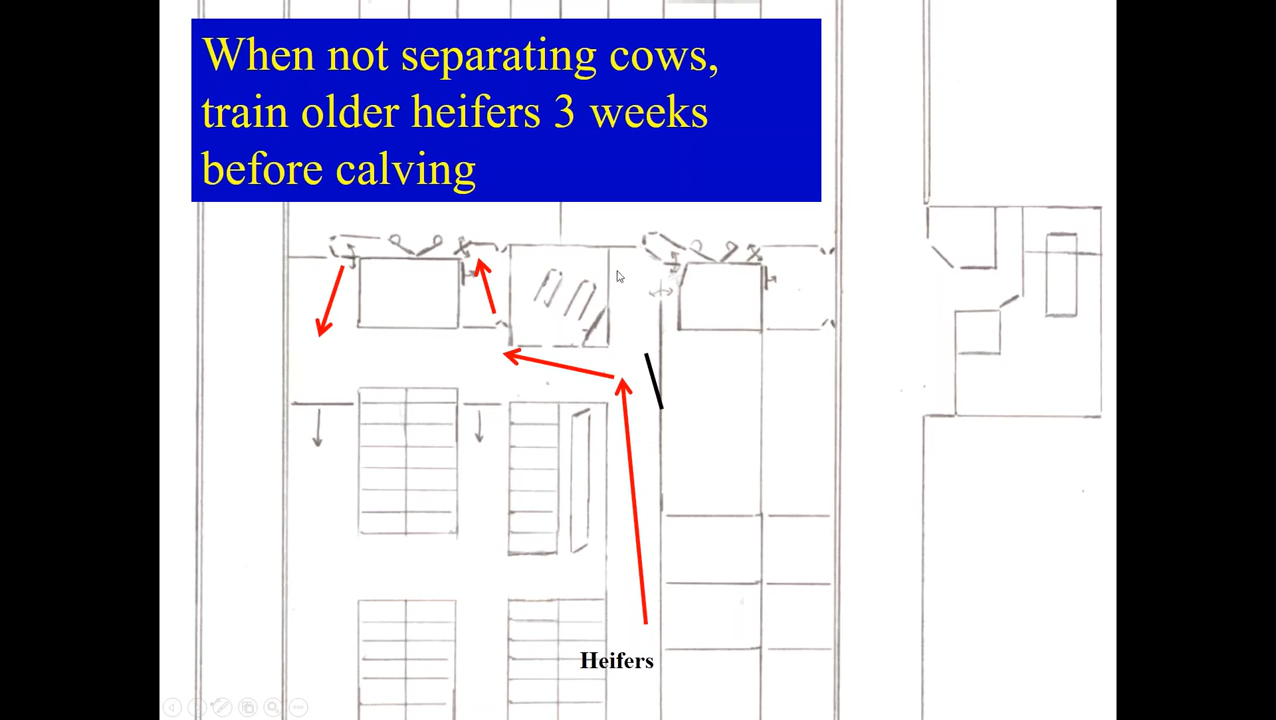 When not separating cows,
train older heifers 3 weeks
before calving
Heifers